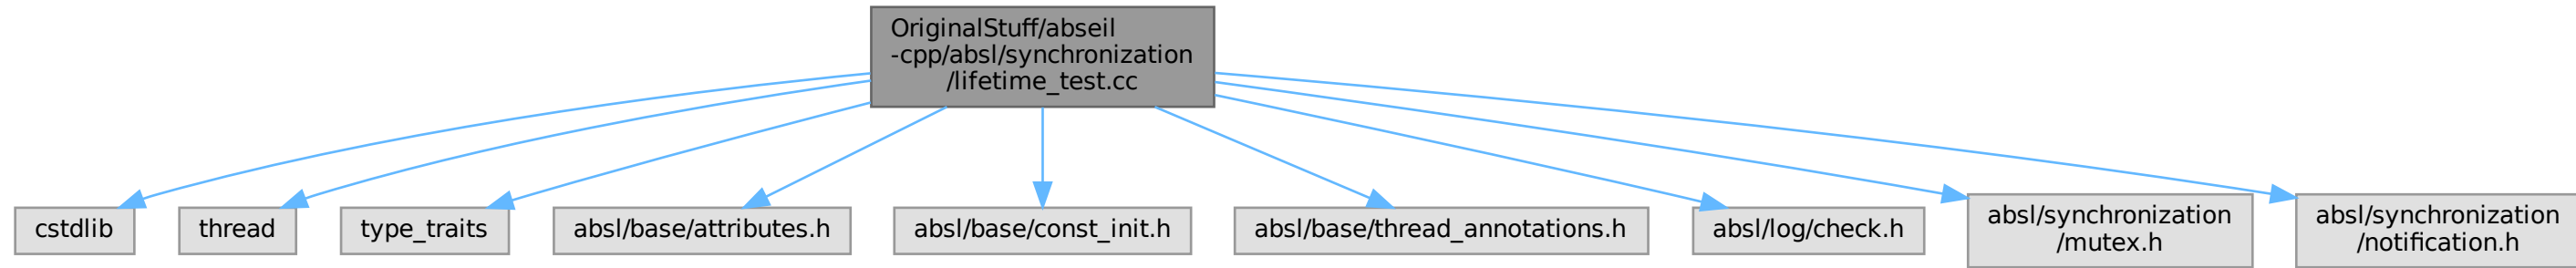 OriginalStuff/abseil
-cpp/absl/synchronization
/lifetime_test.cc
cstdlib
thread
type_traits
absl/base/attributes.h
absl/base/const_init.h
absl/base/thread_annotations.h
absl/log/check.h
absl/synchronization
/mutex.h
absl/synchronization
/notification.h